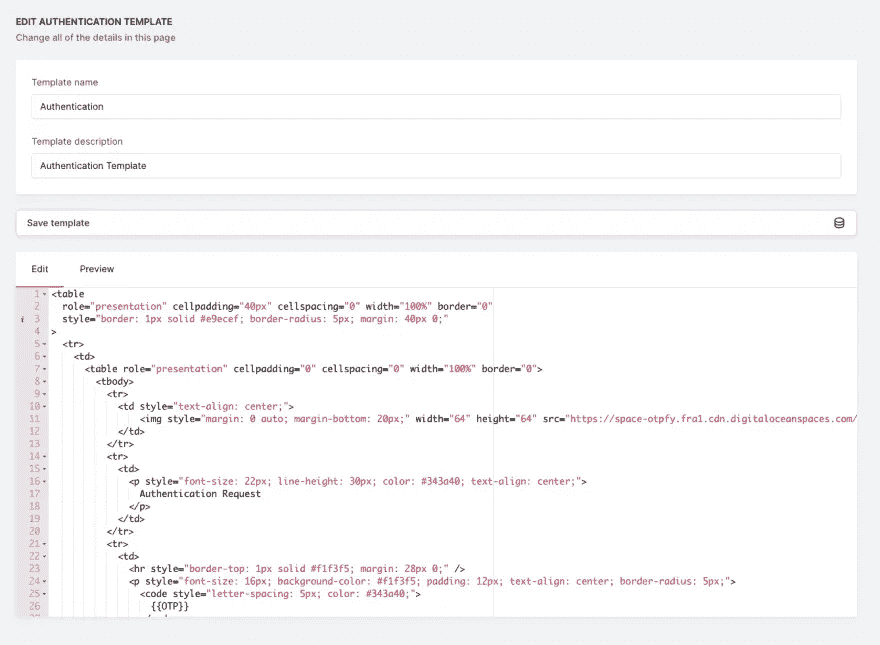 EDIT AUTHENTICATION TEMPLATE
Change all of the details in this page
Template name
Authentication
Template description
Authentication Template
Save template
Edit Preview
1 <table
2 role="presentation" cellpadding="40px" cellspacing="0" width="100%" border="0"
i 3 style="border: 1px solid #e9ecef; border-radius: 5px; margin: 40px 0;"
4 >
5 <tr>
6 <td>
7 <table role="presentation" cellpadding="0" cellspacing="0" width="100%" border="0">
8 <tbody>
9 <tr>
10 <td style="text-align: center;">
11 <img style="margin: 0 auto; margin-bottom: 20px;" width="64" height="64" src="https://space-otpfy.fra1.cdn.digitaloceanspaces.com/
12 </td>
13 </tr>
14 <tr>
15 <td>
16 <p style="font-size: 22px; line-height: 30px; color: #343a40; text-align: center;">
17 Authentication Request
18 </p>
19 </td>
20 </tr>
21 <tr>
22 <td>
23 <hr style="border-top: 1px solid #f1f3f5; margin: 28px 0;" />
24 <p style="font-size: 16px; background-color: #f1f3f5; padding: 12px; text-align: center; border-radius: 5px;">
25 <code style="letter-spacing: 5px; color: #343a40;">
26 {{OTP}}